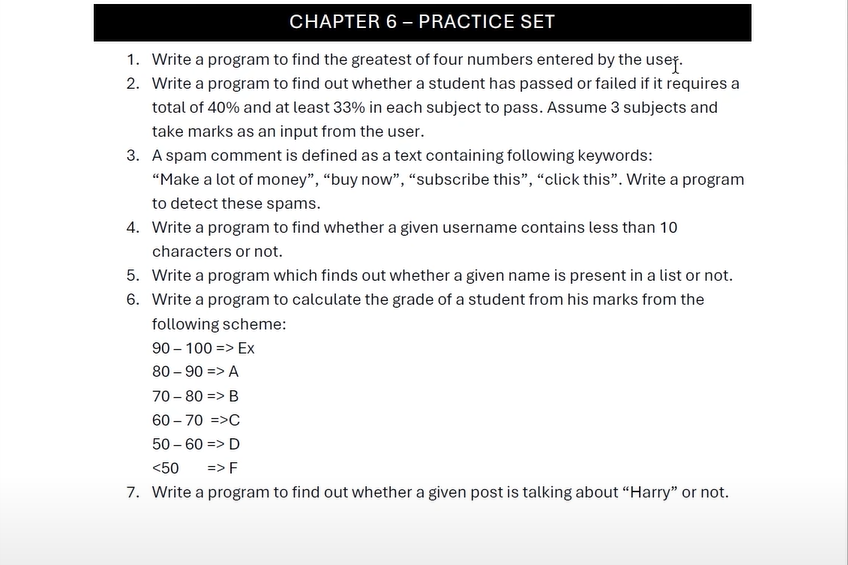 CHAPTER 6 – PRACTICE SET
1. Write a program to find the greatest of four numbers entered by the user.
2. Write a program to find out whether a student has passed or failed if it requires a
total of 40% and at least 33% in each subject to pass. Assume 3 subjects and
take marks as an input from the user.
3. A spam comment is defined as a text containing following keywords:
“Make a lot of money”, “buy now”, “subscribe this”, “click this”. Write a program
to detect these spams.
4. Write a program to find whether a given username contains less than 10
characters or not.
5. Write a program which finds out whether a given name is present in a list or not.
6. Write a program to calculate the grade of a student from his marks from the
following scheme:
90 – 100 => Ex
80 – 90 => A
70 – 80 => B
60 – 70 =>C
50 – 60 => D
<50 => F
7. Write a program to find out whether a given post is talking about “Harry” or not.